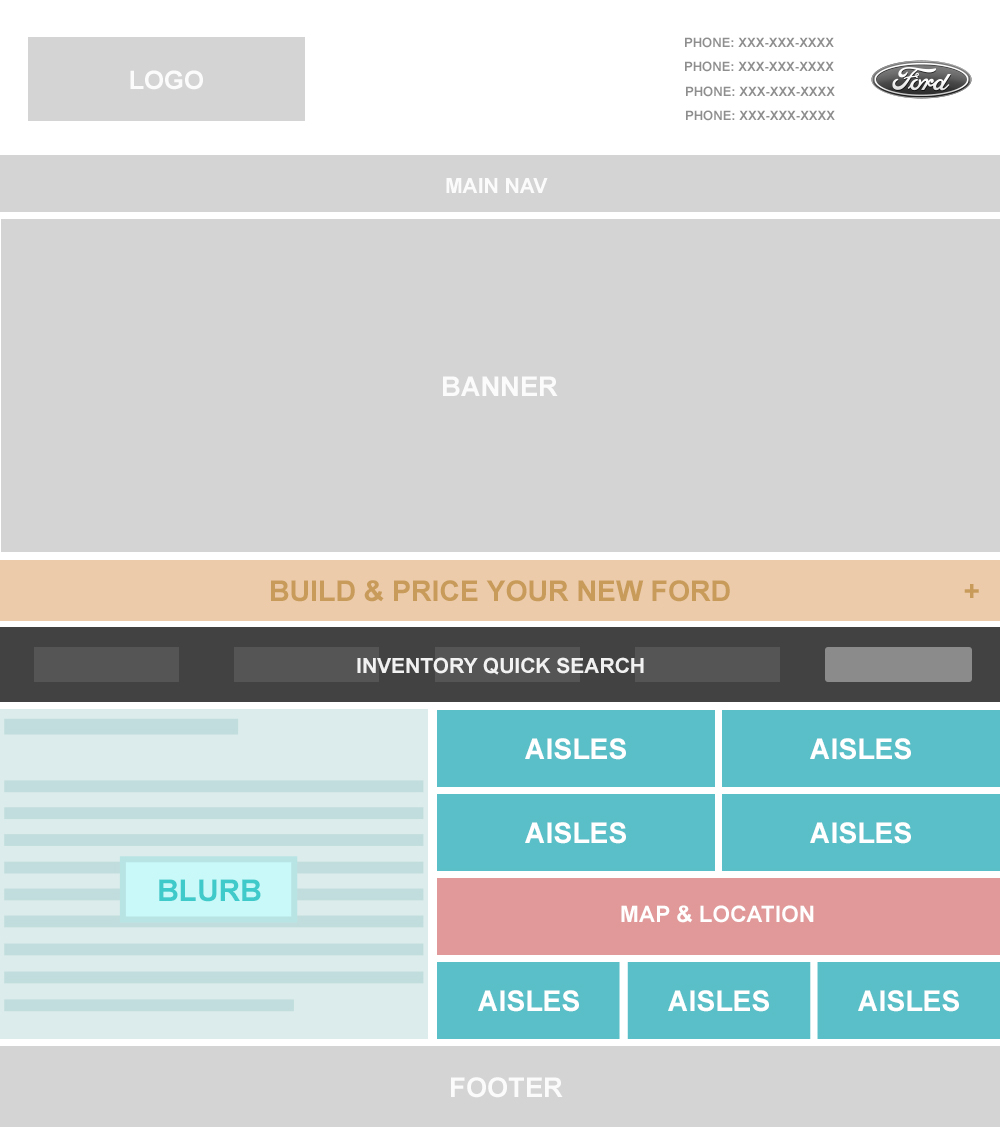 LOGO
PHONE: XXX-XXX-XXXX
PHONE: XXX-XXX-XXXX
PHONE: XXX-XXX-XXXX
PHONE: XXX-XXX-XXXX
Ford
MAIN NAV
BANNER
BUILD & PRICE YOUR NEW FORD +
INVENTORY QUICK SEARCH
BLURB
AISLES AISLES
AISLES AISLES
MAP & LOCATION
AISLES AISLES AISLES
FOOTER